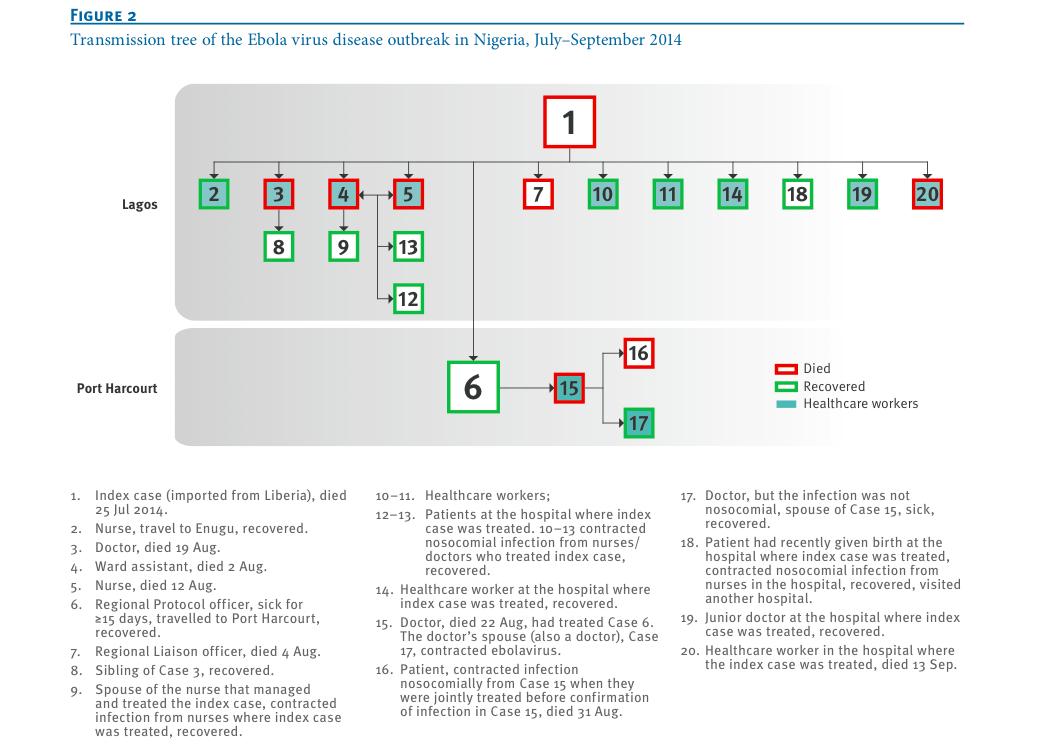 FIGURE 2
Transmission tree of the Ebola virus disease outbreak in Nigeria, July–September 2014
1
2 3 4 5 7 10 11 14 18 19 20
Lagos
8 9 13
12
16
Port Harcourt
6 15
17
Died
Recovered
Healthcare workers
1. Index case (imported from Liberia), died
25 Jul 2014.
2. Nurse, travel to Enugu, recovered.
3. Doctor, died 19 Aug.
4. Ward assistant, died 2 Aug.
5. Nurse, died 12 Aug.
6. Regional Protocol officer, sick for
≥15 days, travelled to Port Harcourt,
recovered.
7. Regional Liaison officer, died 4 Aug.
8. Sibling of Case 3, recovered.
9. Spouse of the nurse that managed
and treated the index case, contracted
infection from nurses where index case
was treated, recovered.
10–11. Healthcare workers;
12–13. Patients at the hospital where index
case was treated. 10–13 contracted
nosocomial infection from nurses/
doctors who treated index case,
recovered.
14. Healthcare worker at the hospital where
index case was treated, recovered.
15. Doctor, died 22 Aug, had treated Case 6.
The doctor's spouse (also a doctor), Case
17, contracted ebolavirus.
16. Patient, contracted infection
nosocomially from Case 15 when they
were jointly treated before confirmation
of infection in Case 15, died 31 Aug.
17. Doctor, but the infection was not
nosocomial, spouse of Case 15, sick,
recovered.
18. Patient had recently given birth at the
hospital where index case was treated,
contracted nosocomial infection from
nurses in the hospital, recovered, visited
another hospital.
19. Junior doctor at the hospital where index
case was treated, recovered.
20. Healthcare worker in the hospital where
the index case was treated, died 13 Sep.